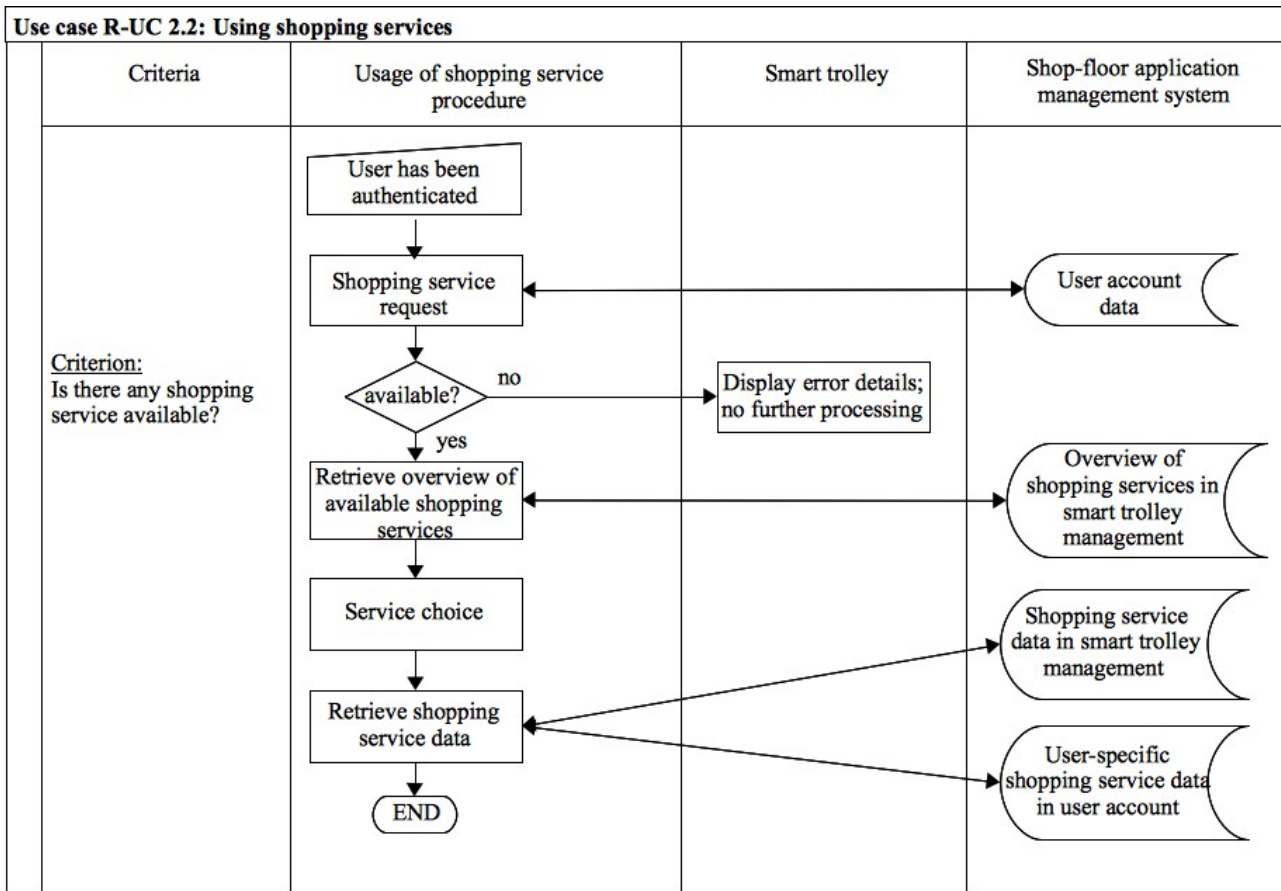 Use case R-UC 2.2: Using shopping services
Criteria
Usage of shopping service
procedure
Smart trolley
Shop-floor application
management system
User has been
authenticated
Shopping service
request
User account
data
Criterion:
Is there any shopping
service available?
available?
no
Display error details;
no further processing
yes
Retrieve overview of
available shopping
services
Overview of
shopping services in
smart trolley
management
Service choice
Shopping service
data in smart trolley
management
Retrieve shopping
service data
User-specific
shopping service data
in user account
END